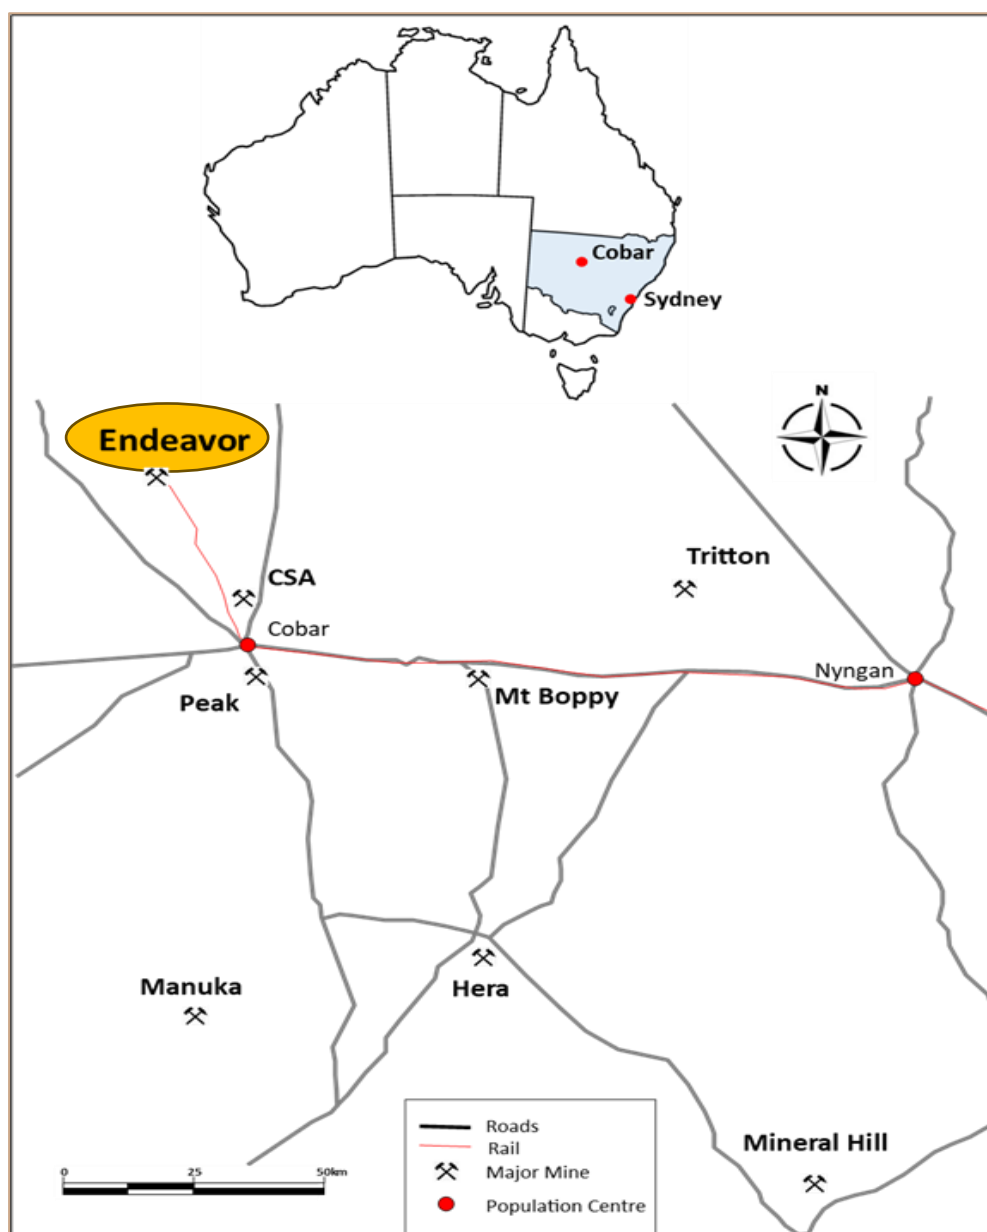 Cobar
Sydney
N
Endeavor
Tritton
CSA
Cobar
Nyngan
Peak
Mt Boppy
Manuka
Hera
Roads
Rail
Major Mine
Population Centre
Mineral Hill
0 25 50km